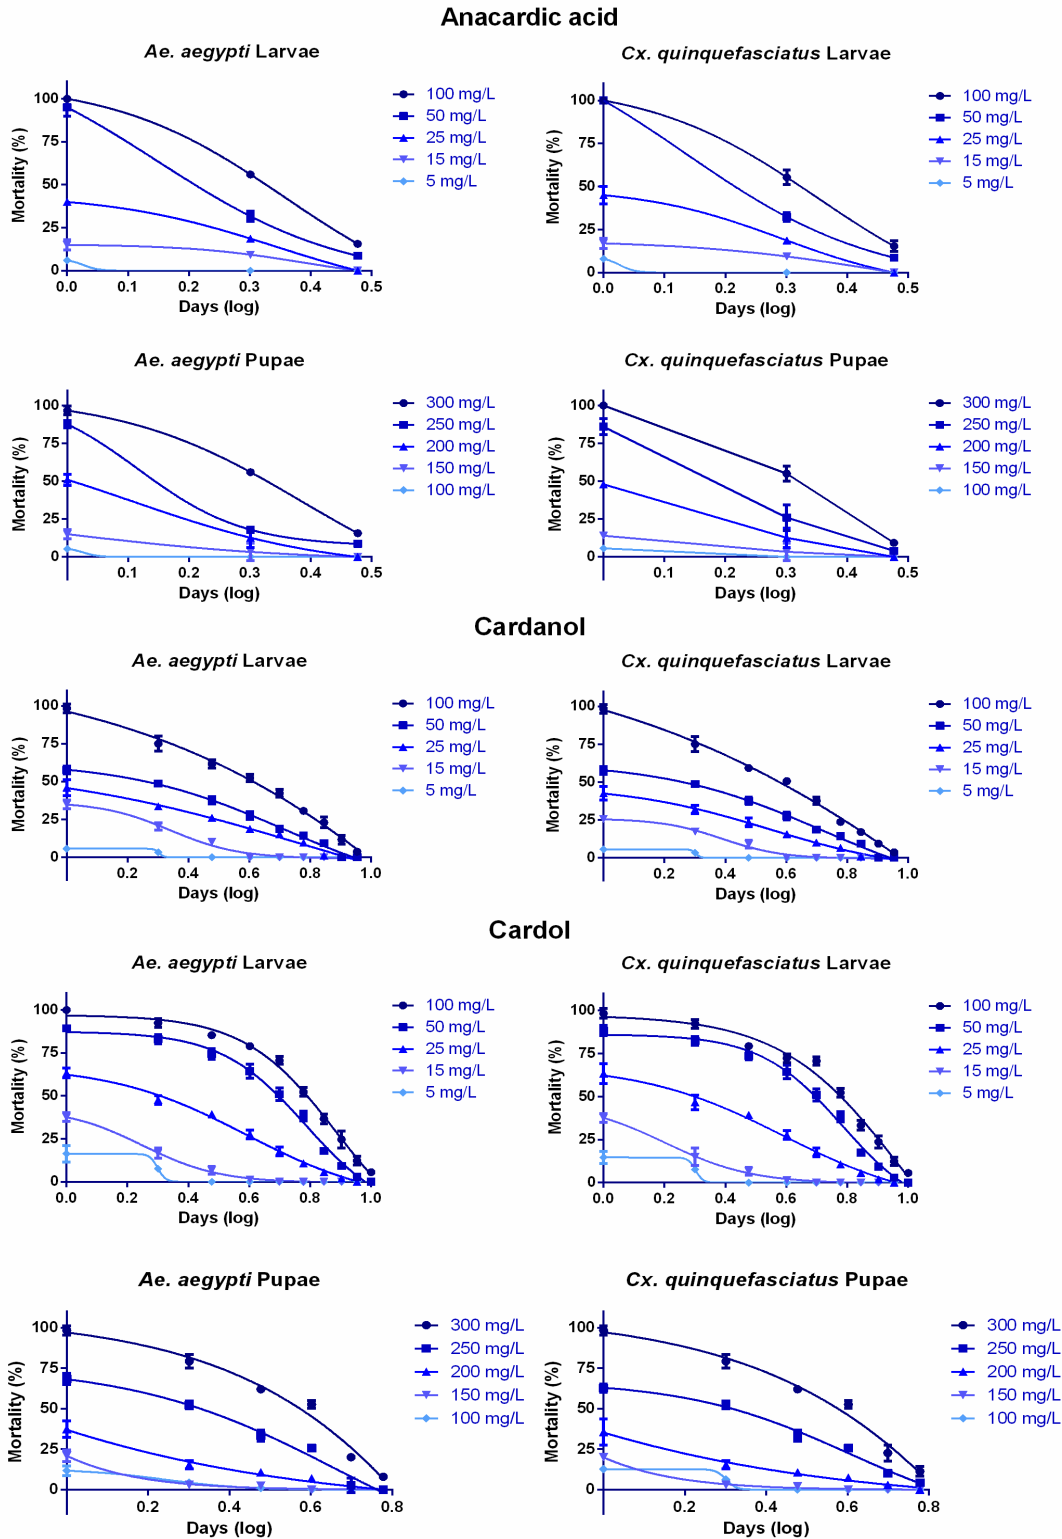 Anacardic acid
Ae. aegypti Larvae
Mortality (%)
100
75
50
25
0
0.0 0.1 0.2 0.3 0.4 0.5
Days (log)
100 mg/L
50 mg/L
25 mg/L
15 mg/L
5 mg/L
Cx. quinquefasciatus Larvae
Mortality (%)
100
75
50
25
0
0.0 0.1 0.2 0.3 0.4 0.5
Days (log)
100 mg/L
50 mg/L
25 mg/L
15 mg/L
5 mg/L
Ae. aegypti Pupae
Mortality (%)
100
75
50
25
0
0.1 0.2 0.3 0.4 0.5
Days (log)
300 mg/L
250 mg/L
200 mg/L
150 mg/L
100 mg/L
Cx. quinquefasciatus Pupae
Mortality (%)
100
75
50
25
0
0.1 0.2 0.3 0.4 0.5
Days (log)
300 mg/L
250 mg/L
200 mg/L
150 mg/L
100 mg/L
Cardanol
Ae. aegypti Larvae
Mortality (%)
100
75
50
25
0
0.2 0.4 0.6 0.8 1.0
Days (log)
100 mg/L
50 mg/L
25 mg/L
15 mg/L
5 mg/L
Cx. quinquefasciatus Larvae
Mortality (%)
100
75
50
25
0
0.2 0.4 0.6 0.8 1.0
Days (log)
100 mg/L
50 mg/L
25 mg/L
15 mg/L
5 mg/L
Cardol
Ae. aegypti Larvae
Mortality (%)
100
75
50
25
0
0.0 0.2 0.4 0.6 0.8 1.0
Days (log)
100 mg/L
50 mg/L
25 mg/L
15 mg/L
5 mg/L
Cx. quinquefasciatus Larvae
Mortality (%)
100
75
50
25
0
0.0 0.2 0.4 0.6 0.8 1.0
Days (log)
100 mg/L
50 mg/L
25 mg/L
15 mg/L
5 mg/L
Ae. aegypti Pupae
Mortality (%)
100
75
50
25
0
0.2 0.4 0.6 0.8
Days (log)
300 mg/L
250 mg/L
200 mg/L
150 mg/L
100 mg/L
Cx. quinquefasciatus Pupae
Mortality (%)
100
75
50
25
0
0.2 0.4 0.6 0.8
Days (log)
300 mg/L
250 mg/L
200 mg/L
150 mg/L
100 mg/L